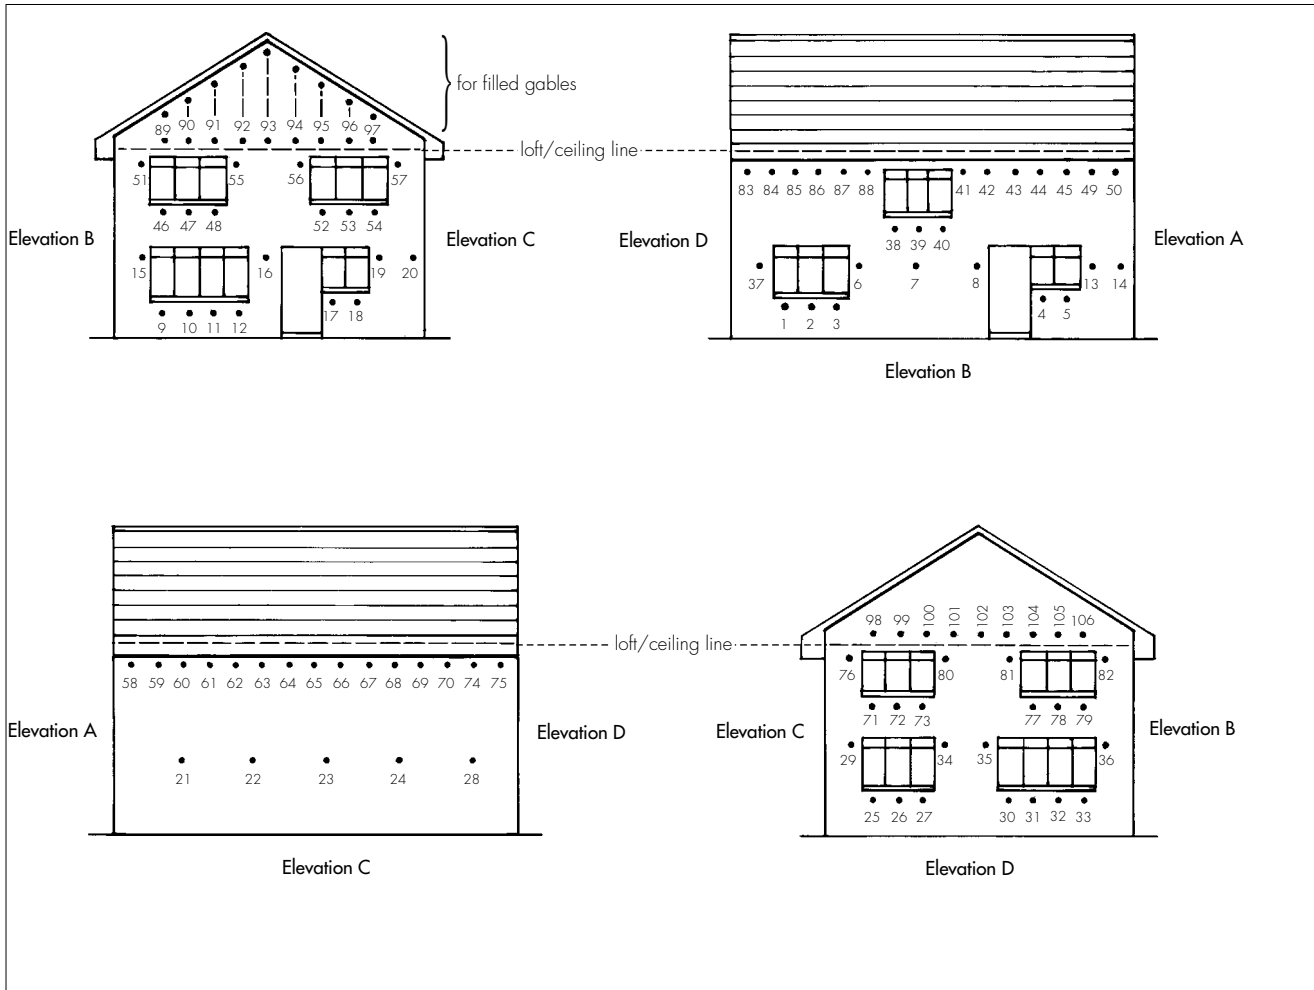 for filled gables
89 90 91 92 93 94 95 96 97
loft/ceiling line
51 55 56 57
46 47 48 52 53 54
Elevation B
Elevation C
15 16 19 20
17 18
9 10 11 12
83 84 85 86 87 88 41 42 43 44 45 49 50
38 39 40
Elevation D
Elevation A
37 6 7 8 13 14
1 2 3 4 5
Elevation B
loft/ceiling line
58 59 60 61 62 63 64 65 66 67 68 69 70 74 75
Elevation A
Elevation D
21 22 23 24 28
Elevation C
98 99 100 101 102 103 104 105 106
76 80 81 82
71 72 73 77 78 79
Elevation C
Elevation B
29 34 35 36
25 26 27 30 31 32 33
Elevation D